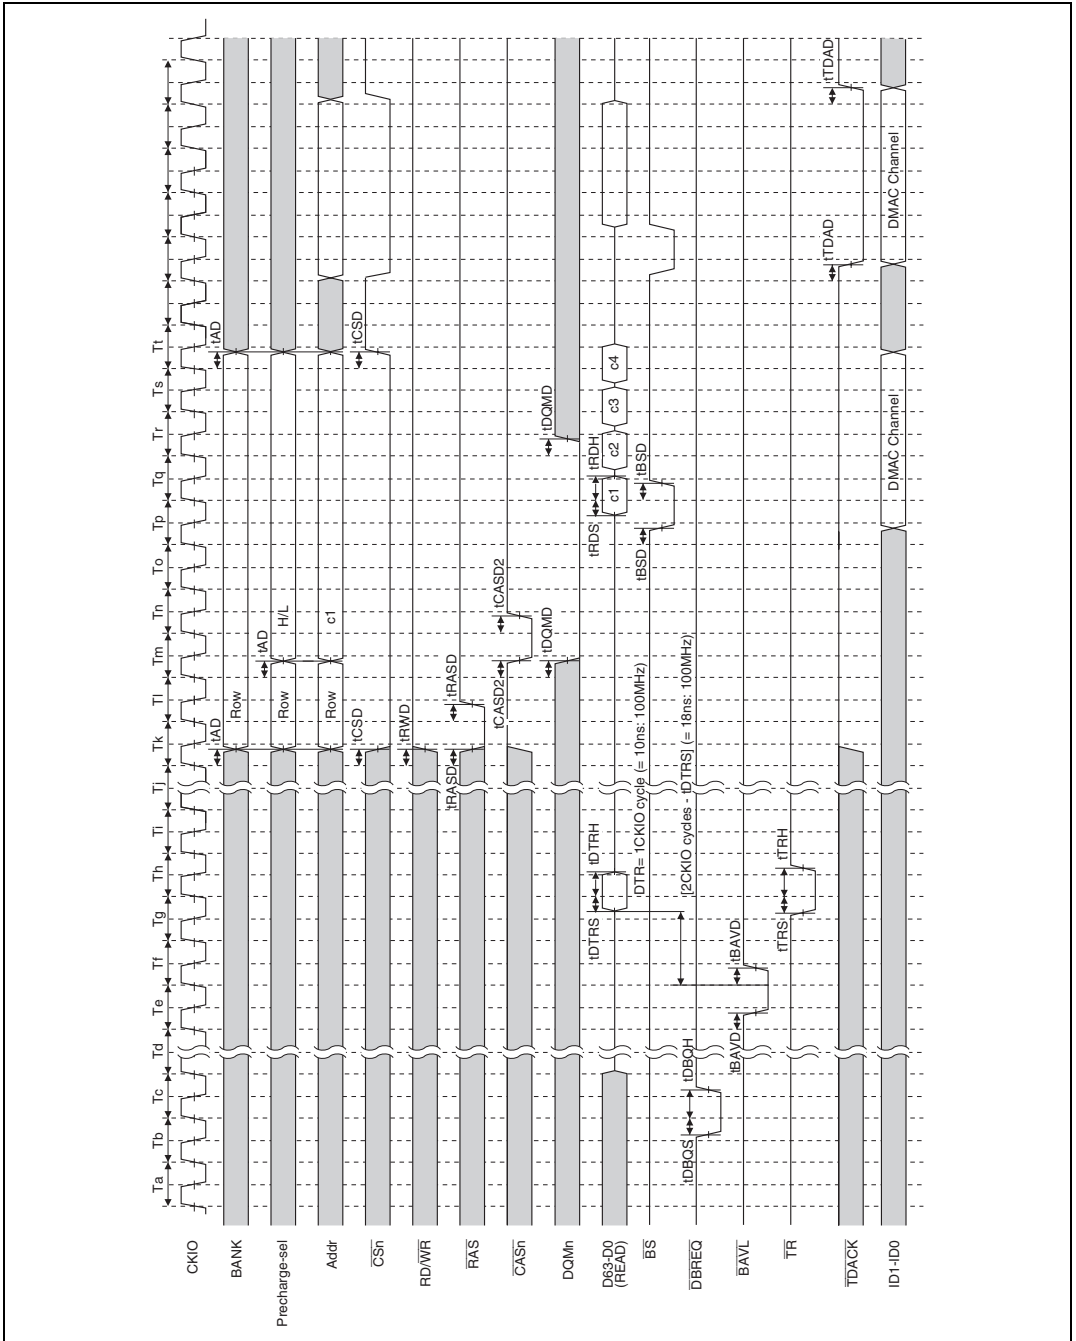 CKIO
Ta
Tb
Tc
Td
Te
Tf
Tg
Th
Ti
Tj
Tk
Tl
Tm
Tn
To
Tp
Tq
Tr
Ts
Tt
BANK
tAD
Row
tAD
Precharge-sel
Row
tAD
H/L
Addr
Row
c1
CSn
tCSD
tCSD
RD/WR
tRWD
RAS
tRASD
tRASD
CASn
tCASD2
tCASD2
DQMn
tDQMD
tDQMD
D63-D0
(READ)
tDTRS
tDTRH
tRDS
tRDH
c1
c2
c3
c4
DTR= 1CKIO cycle (= 10ns: 100MHz)
BS
tBSD
tBSD
[2CKIO cycles - tDTRS] (= 18ns: 100MHz)
DBREQ
tDBQS
tDBQH
BAVL
tBAVD
tBAVD
TR
tTRS
tTRH
TDACK
tTDAD
tTDAD
ID1-ID0
DMAC Channel
DMAC Channel